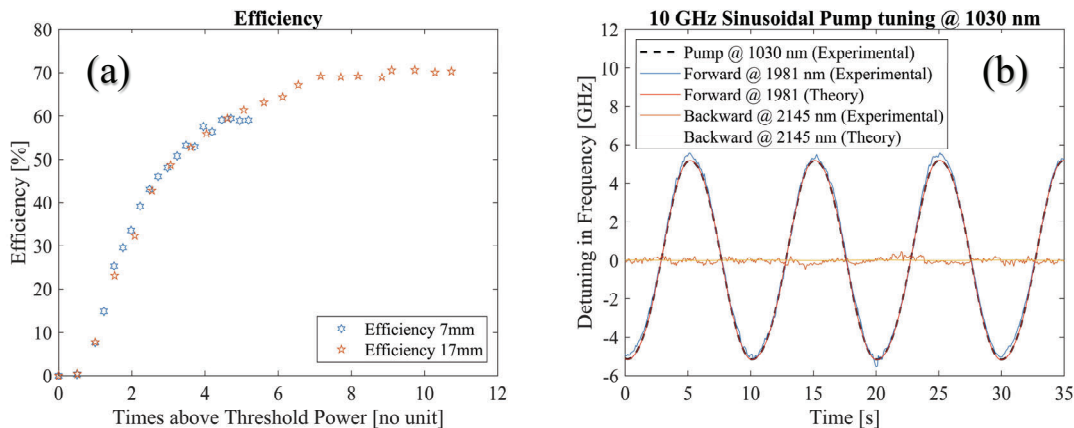 Efficiency
(a)
Efficiency [%]
80
70
60
50
40
30
20
10
0
0 2 4 6 8 10 12
Times above Threshold Power [no unit]
Efficiency 7mm
Efficiency 17mm
10 GHz Sinusoidal Pump tuning @ 1030 nm
(b)
Pump @ 1030 nm (Experimental)
Forward @ 1981 nm (Experimental)
Forward @ 1981 (Theory)
Backward @ 2145 nm (Experimental)
Backward @ 2145 nm (Theory)
Detuning in Frequency [GHz]
12
10
8
6
4
2
0
-2
-4
-6
0 5 10 15 20 25 30 35
Time [s]